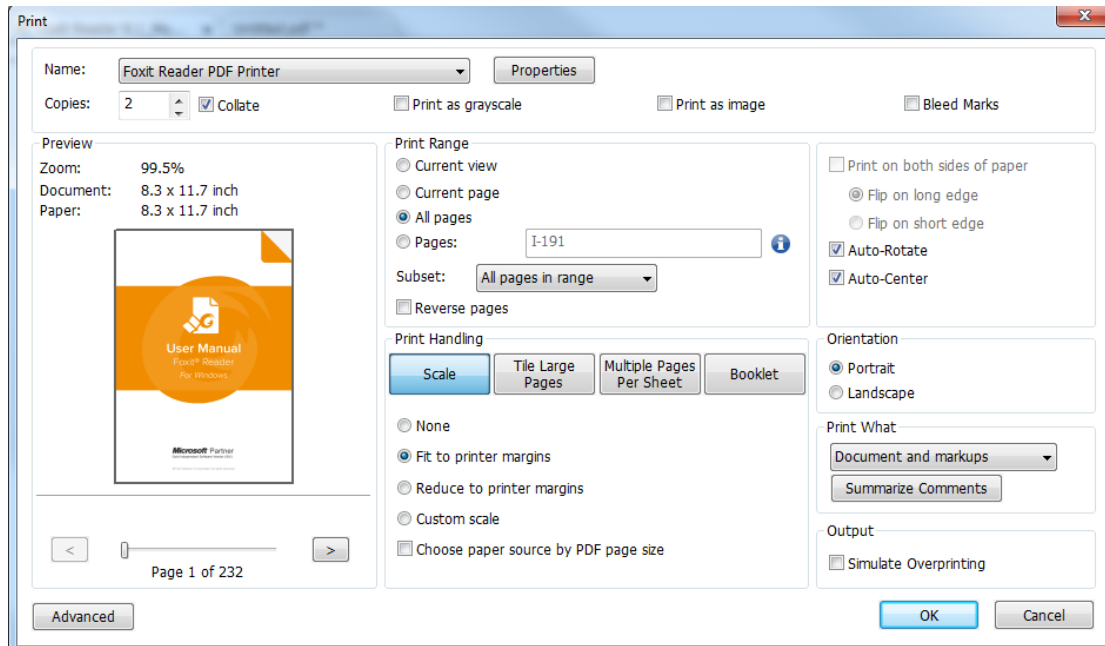 Print
Name: Foxit Reader PDF Printer Properties
Copies: 2 Collate Print as grayscale Print as image Bleed Marks
Preview
Zoom: 99.5%
Document: 8.3 x 11.7 inch
Paper: 8.3 x 11.7 inch
User Manual
Foxit® Reader
For Windows
Microsoft Partner
< >
Page 1 of 232
Print Range
Current view
Current page
All pages
Pages: I-191
Subset: All pages in range
Reverse pages
Print on both sides of paper
Flip on long edge
Flip on short edge
Auto-Rotate
Auto-Center
Print Handling
Scale Tile Large Pages Multiple Pages Per Sheet Booklet
None
Fit to printer margins
Reduce to printer margins
Custom scale
Choose paper source by PDF page size
Orientation
Portrait
Landscape
Print What
Document and markups
Summarize Comments
Output
Simulate Overprinting
Advanced OK Cancel